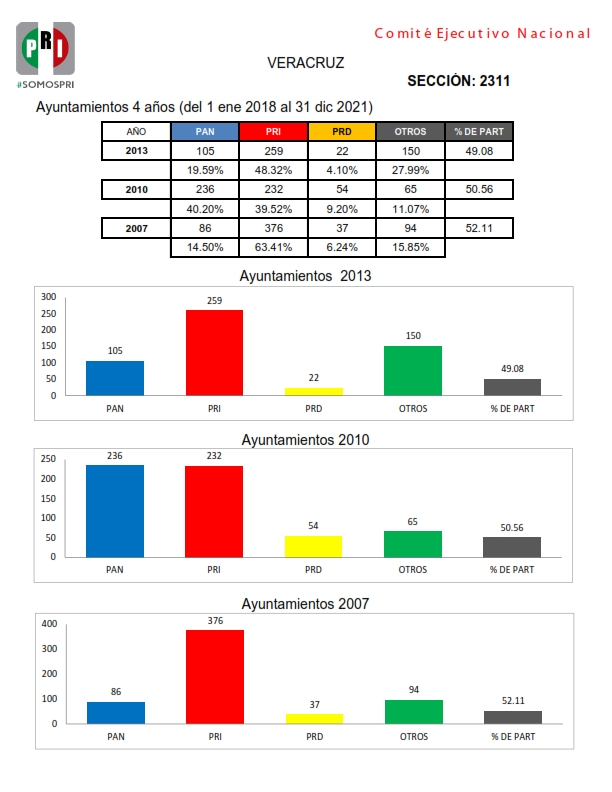 Comité Ejecutivo Nacional
PRI
#SOMOSPRI
VERACRUZ
SECCIÓN: 2311
Ayuntamientos 4 años (del 1 ene 2018 al 31 dic 2021)
AÑO PAN PRI PRD OTROS % DE PART
2013 105 259 22 150 49.08
19.59% 48.32% 4.10% 27.99%
2010 236 232 54 65 50.56
40.20% 39.52% 9.20% 11.07%
2007 86 376 37 94 52.11
14.50% 63.41% 6.24% 15.85%
Ayuntamientos 2013
300
250
200
150
100
50
0
105 259 22 150 49.08
PAN PRI PRD OTROS % DE PART
Ayuntamientos 2010
250
200
150
100
50
0
236 232 54 65 50.56
PAN PRI PRD OTROS % DE PART
Ayuntamientos 2007
400
300
200
100
0
86 376 37 94 52.11
PAN PRI PRD OTROS % DE PART